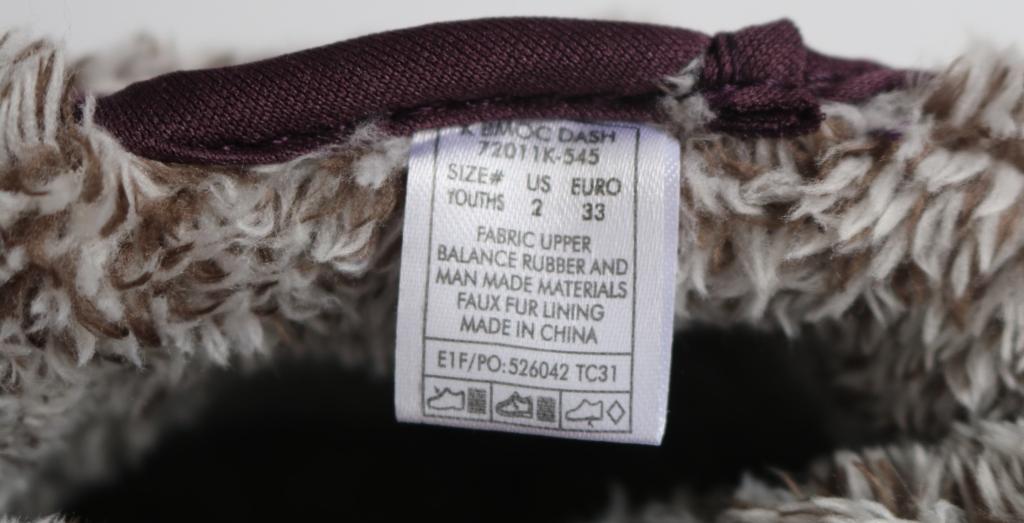 K BMOC DASH
72011K-545
SIZE# US EURO
YOUTHS 2 33
FABRIC UPPER
BALANCE RUBBER AND
MAN MADE MATERIALS
FAUX FUR LINING
MADE IN CHINA
E1F/PO:526042 TC31